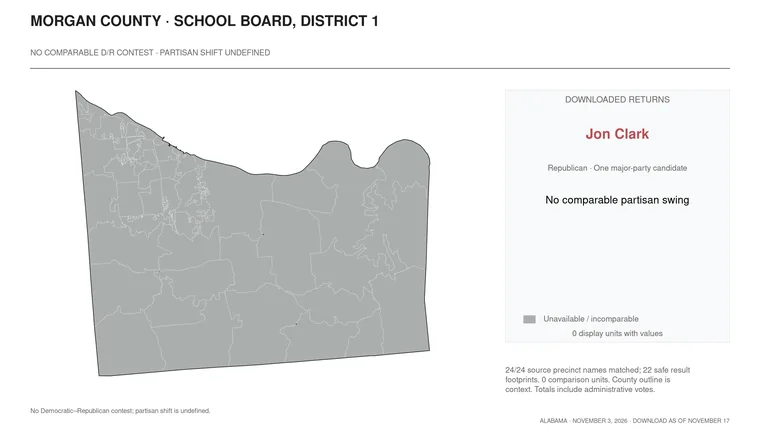 MORGAN COUNTY · SCHOOL BOARD, DISTRICT 1
NO COMPARABLE D/R CONTEST · PARTISAN SHIFT UNDEFINED
DOWNLOADED RETURNS
Jon Clark
Republican · One major-party candidate
No comparable partisan swing
Unavailable / incomparable
0 display units with values
24/24 source precinct names matched; 22 safe result
footprints. 0 comparison units. County outline is
context. Totals include administrative votes.
No Democratic–Republican contest; partisan shift is undefined.
ALABAMA · NOVEMBER 3, 2026 · DOWNLOAD AS OF NOVEMBER 17